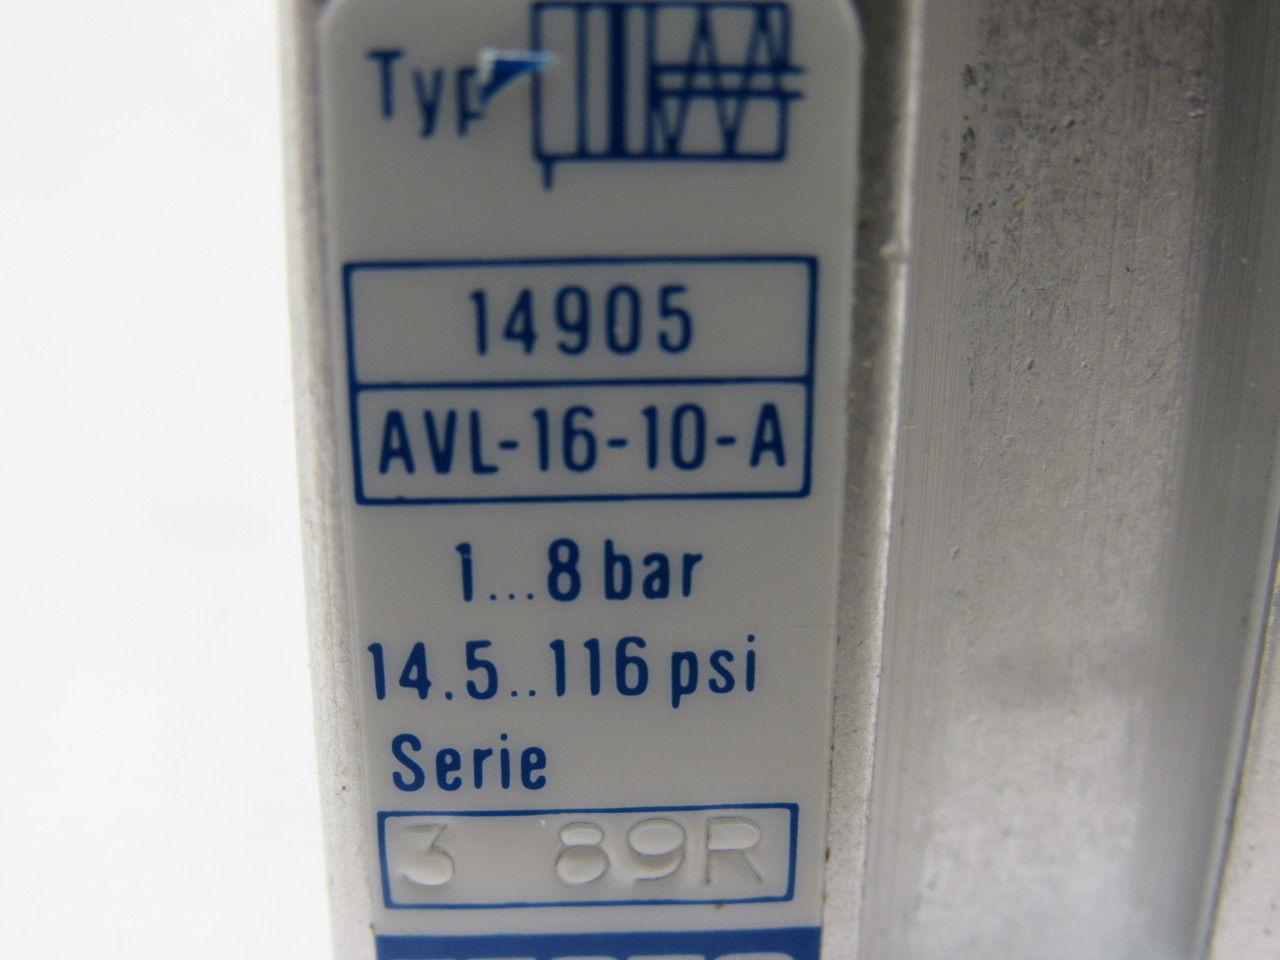 Typ
14905
AVL-16-10-A
1...8 bar
14.5..116 psi
Serie
3 89R